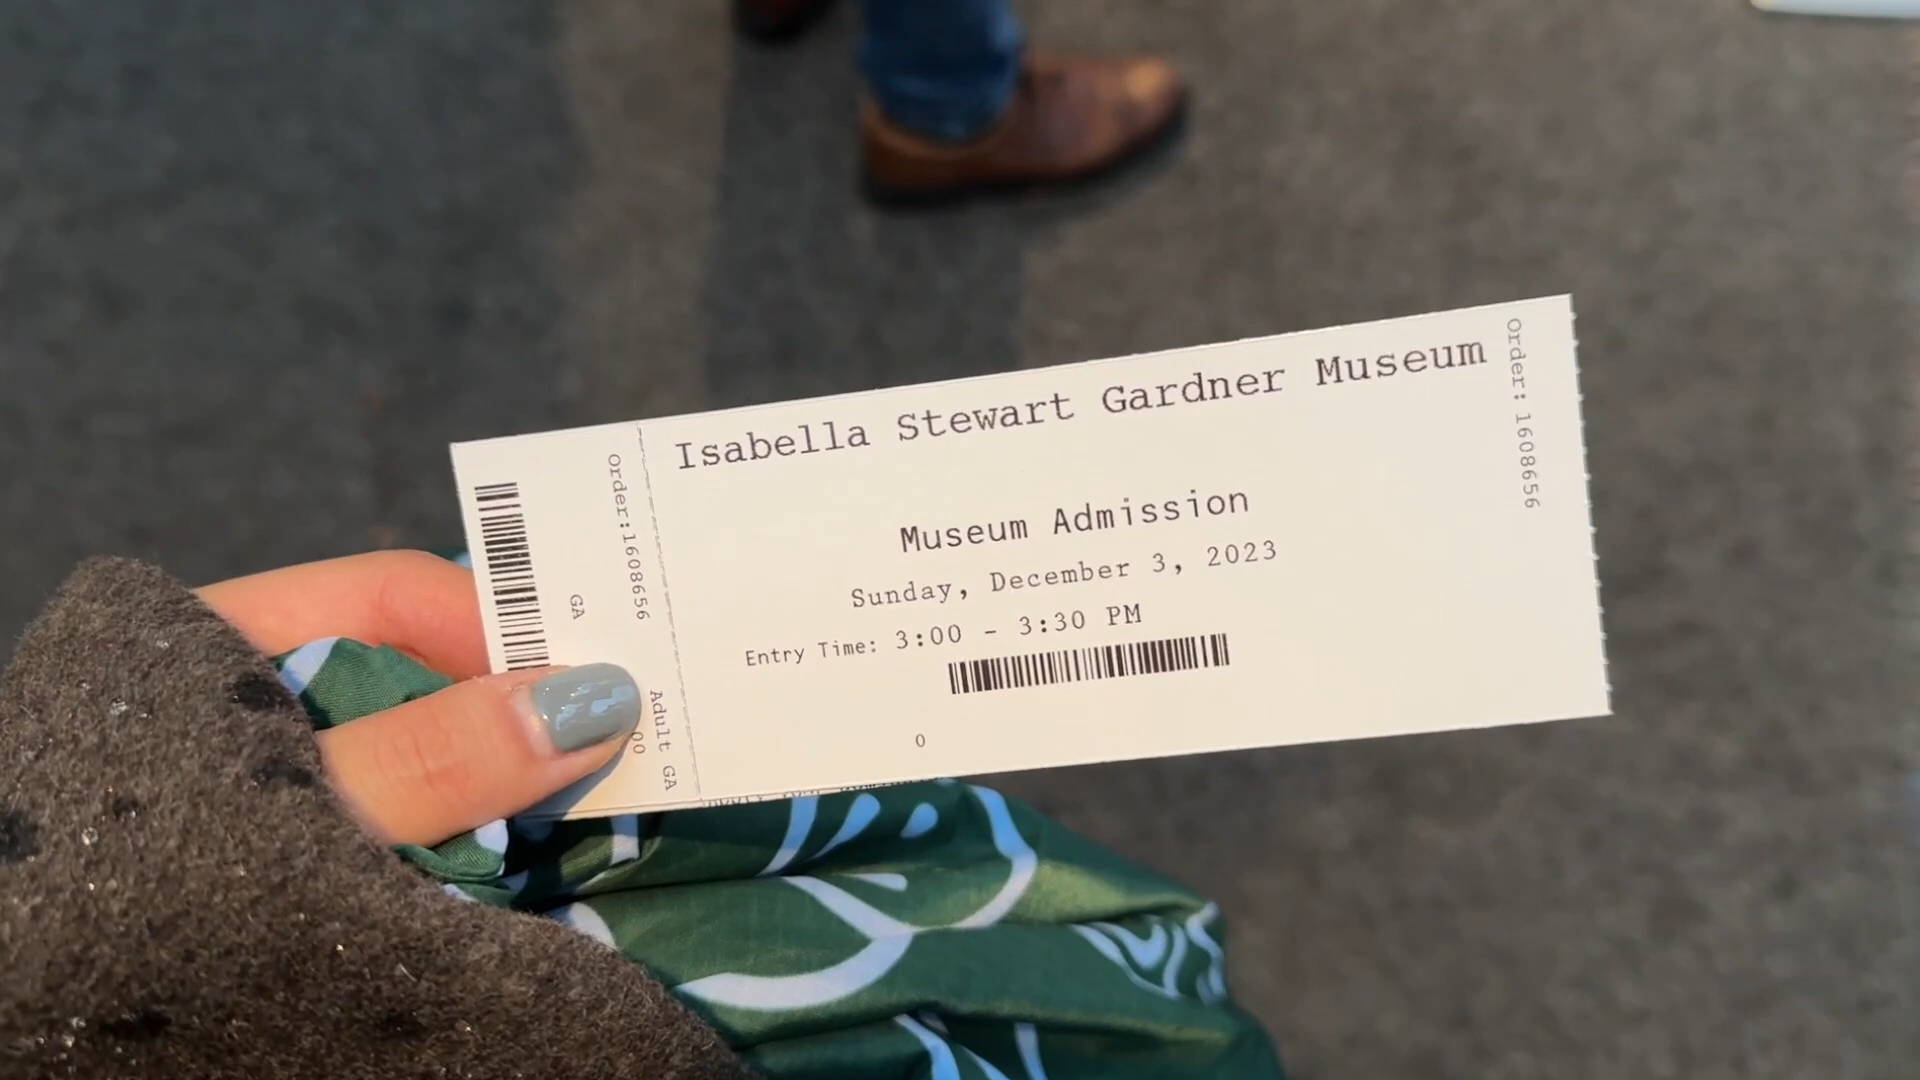 Isabella Stewart Gardner Museum
Museum Admission
Sunday, December 3, 2023
Entry Time: 3:00 - 3:30 PM
0
Order:1608656
GA
Order:1608656
Adult GA
00